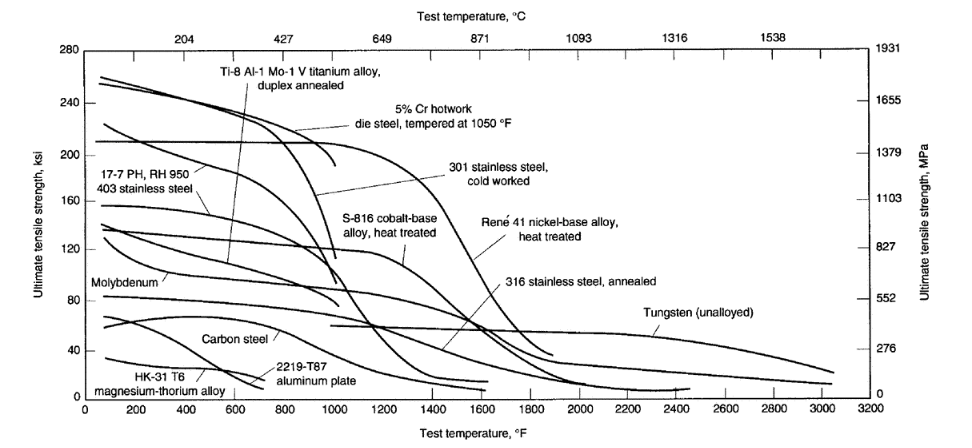 Test temperature, °C
204 427 649 871 1093 1316 1538
280 1931
240 1655
200 1379
160 1103
120 827
80 552
40 276
0 0
Ultimate tensile strength, ksi
Ultimate tensile strength, MPa
Ti-8 Al-1 Mo-1 V titanium alloy,
duplex annealed
5% Cr hotwork
die steel, tempered at 1050 °F
17-7 PH, RH 950
403 stainless steel
301 stainless steel,
cold worked
S-816 cobalt-base
alloy, heat treated
René 41 nickel-base alloy,
heat treated
Molybdenum
316 stainless steel, annealed
Tungsten (unalloyed)
Carbon steel
2219-T87
aluminum plate
HK-31 T6
magnesium-thorium alloy
0 200 400 600 800 1000 1200 1400 1600 1800 2000 2200 2400 2600 2800 3000 3200
Test temperature, °F